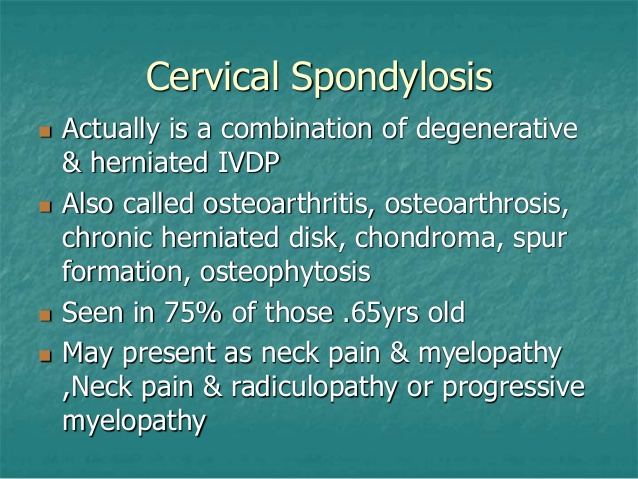 Cervical Spondylosis
Actually is a combination of degenerative
& herniated IVDP
Also called osteoarthritis, osteoarthrosis,
chronic herniated disk, chondroma, spur
formation, osteophytosis
Seen in 75% of those .65yrs old
May present as neck pain & myelopathy
,Neck pain & radiculopathy or progressive
myelopathy